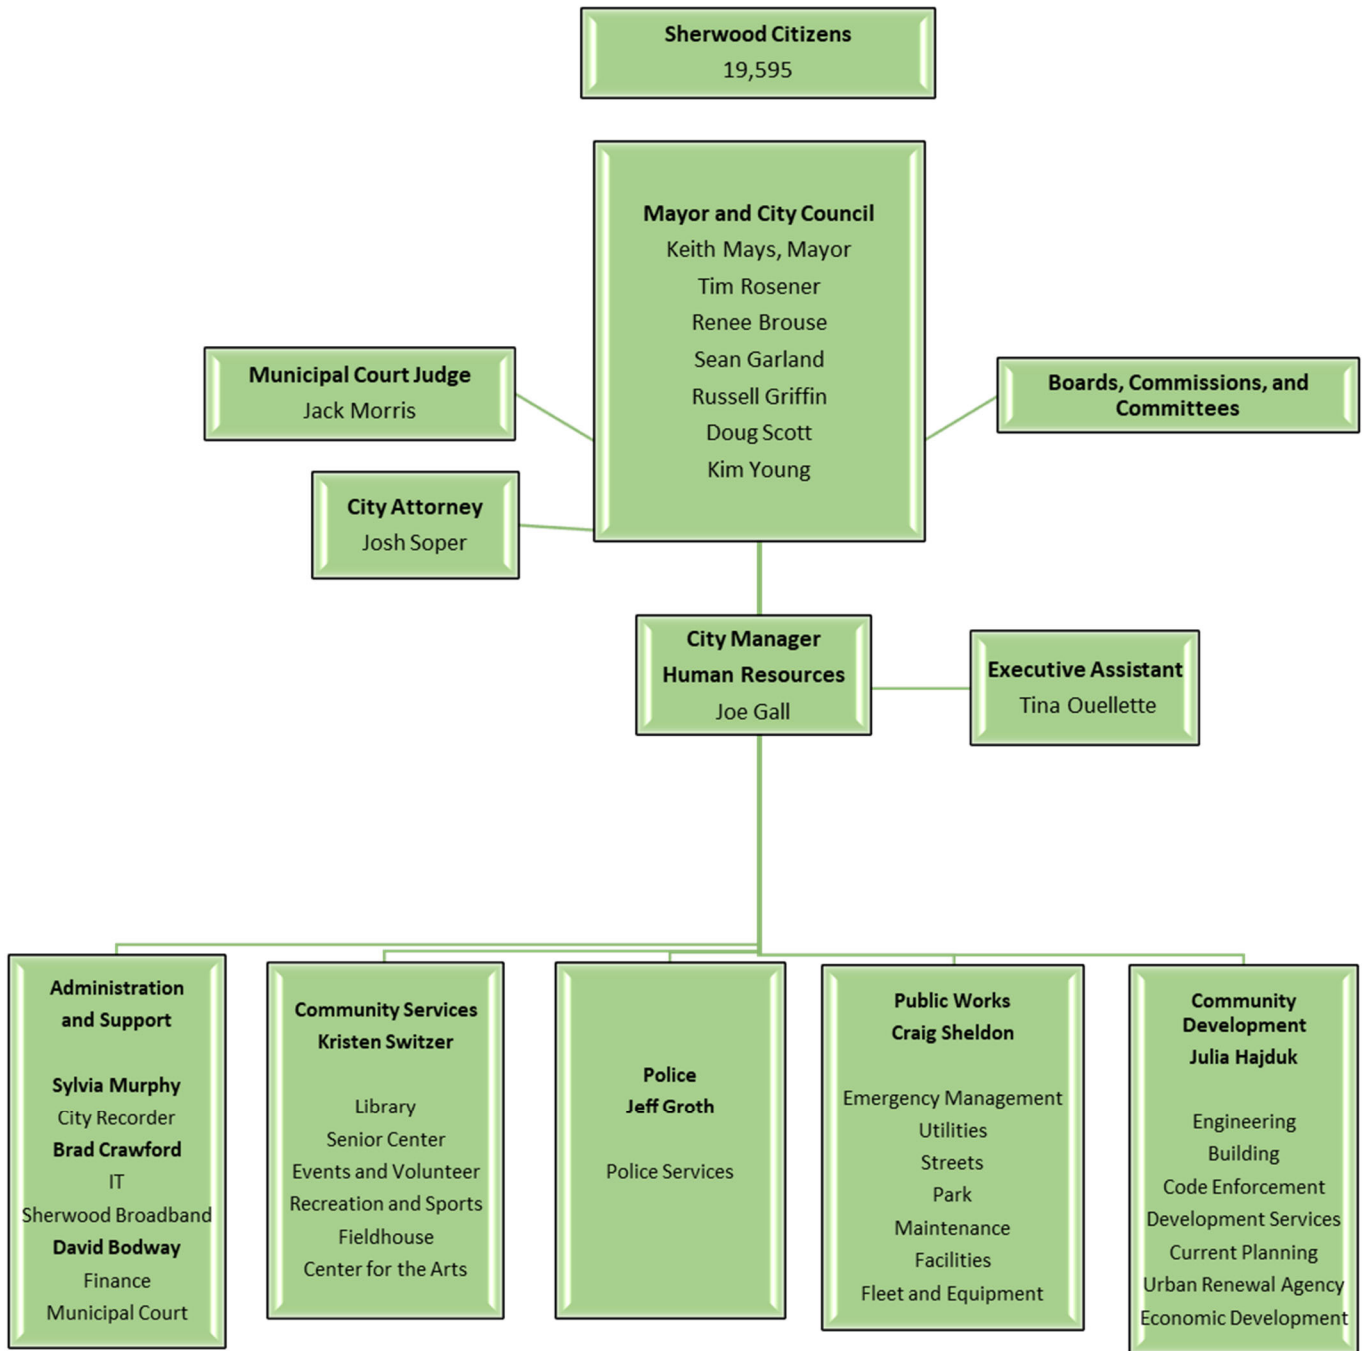 Sherwood Citizens
19,595
Mayor and City Council
Keith Mays, Mayor
Tim Rosener
Renee Brouse
Sean Garland
Russell Griffin
Doug Scott
Kim Young
Municipal Court Judge
Jack Morris
Boards, Commissions, and
Committees
City Attorney
Josh Soper
City Manager
Human Resources
Joe Gall
Executive Assistant
Tina Ouellette
Administration
and Support
Sylvia Murphy
City Recorder
Brad Crawford
IT
Sherwood Broadband
David Bodway
Finance
Municipal Court
Community Services
Kristen Switzer
Library
Senior Center
Events and Volunteer
Recreation and Sports
Fieldhouse
Center for the Arts
Police
Jeff Groth
Police Services
Public Works
Craig Sheldon
Emergency Management
Utilities
Streets
Park
Maintenance
Facilities
Fleet and Equipment
Community
Development
Julia Hajduk
Engineering
Building
Code Enforcement
Development Services
Current Planning
Urban Renewal Agency
Economic Development